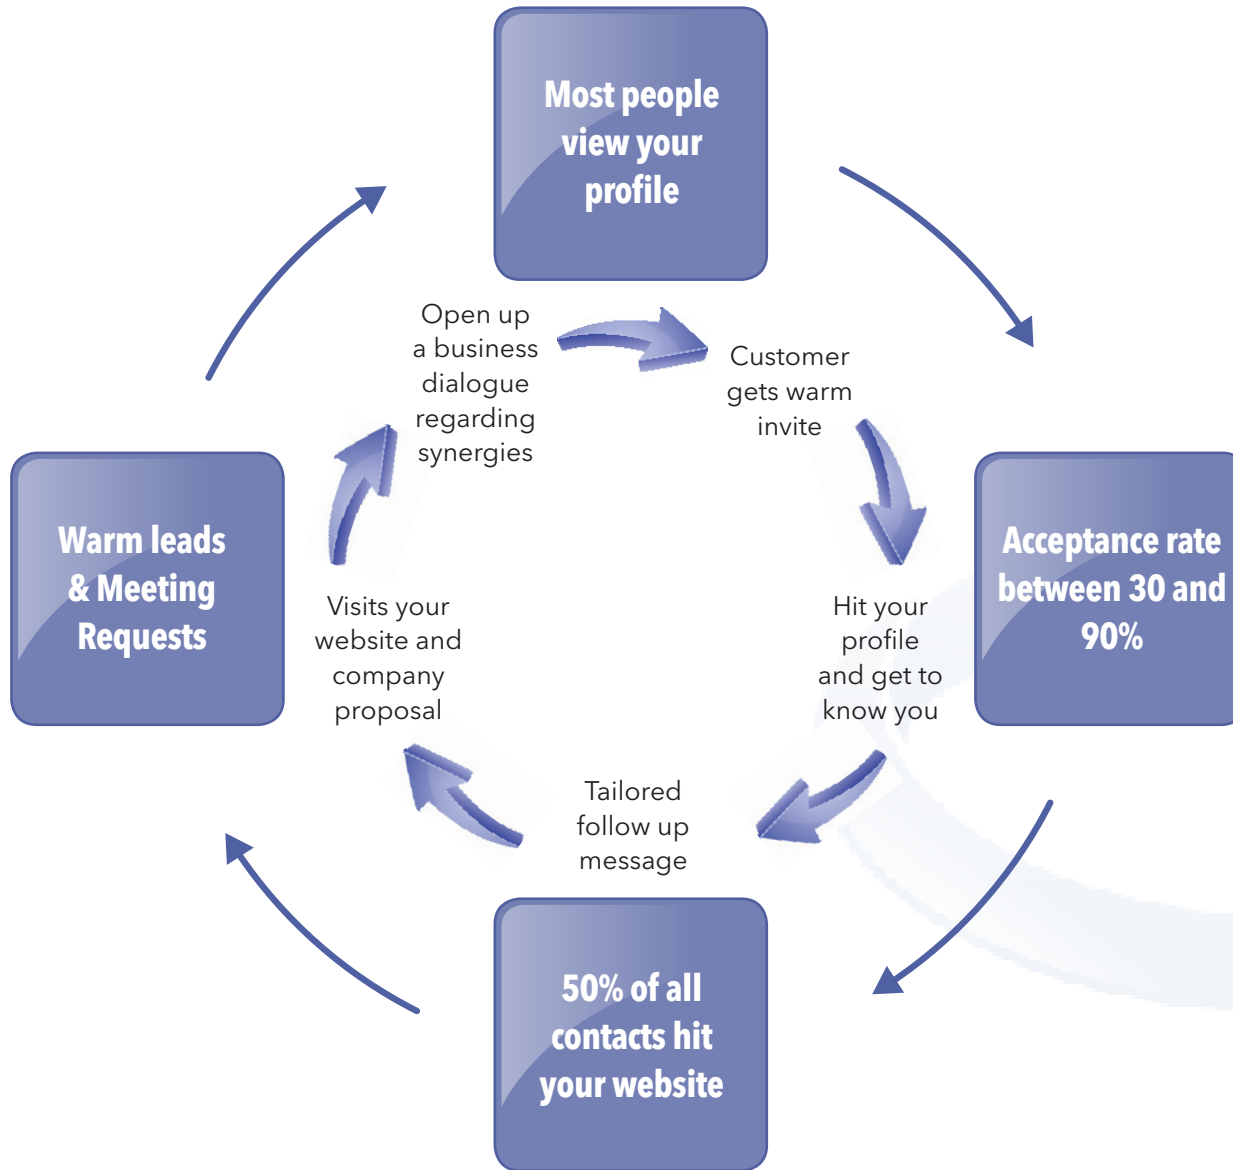 Most people
view your
profile
Open up
a business
dialogue
regarding
synergies
Customer
gets warm
invite
Warm leads
& Meeting
Requests
Acceptance rate
between 30 and
90%
Visits your
website and
company
proposal
Hit your
profile
and get to
know you
Tailored
follow up
message
50% of all
contacts hit
your website